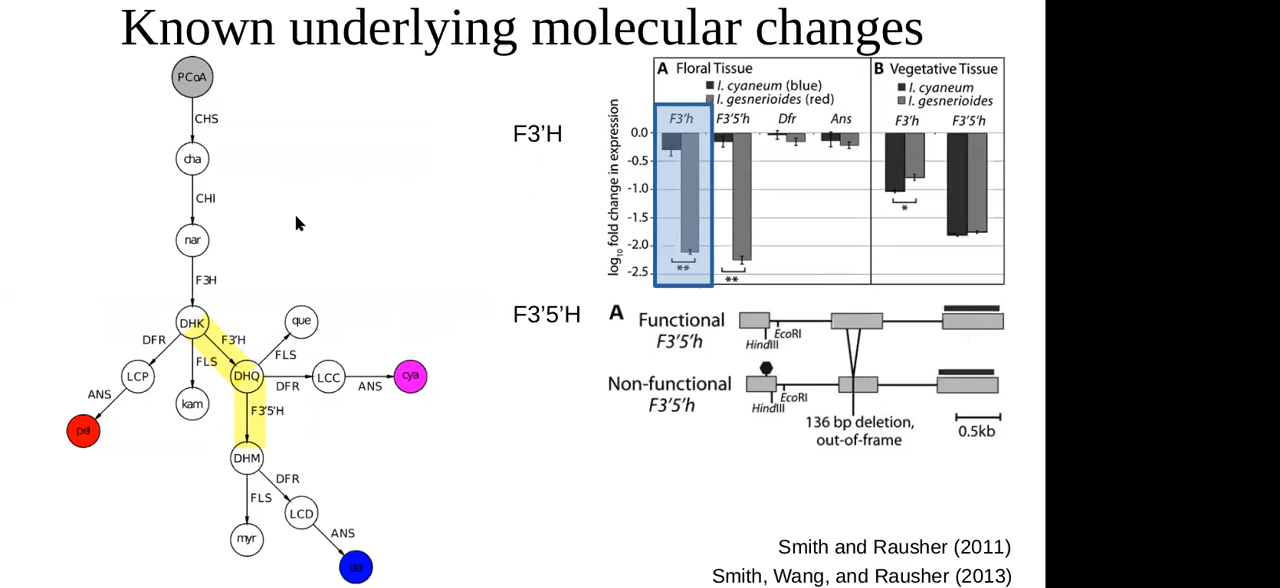 Known underlying molecular changes
PCoA
CHS
cha
CHI
nar
F3H
DHK
que
DFR
F3'H
FLS
FLS
LCP
DHQ
DFR
LCC
ANS
cya
ANS
kam
F3'5'H
pel
DHM
DFR
FLS
LCD
ANS
myr
del
F3'H
A Floral Tissue
I. cyaneum (blue)
I. gesnerioides (red)
F3'h F3'5'h Dfr Ans
B Vegetative Tissue
I. cyaneum
I. gesnerioides
F3'h F3'5'h
log10 fold change in expression
0.0
-0.5
-1.0
-1.5
-2.0
-2.5
**
**
*
F3'5'H
A
Functional
F3'5'h
EcoRI
HindIII
Non-functional
F3'5'h
EcoRI
HindIII
136 bp deletion,
out-of-frame
0.5kb
Smith and Rausher (2011)
Smith, Wang, and Rausher (2013)